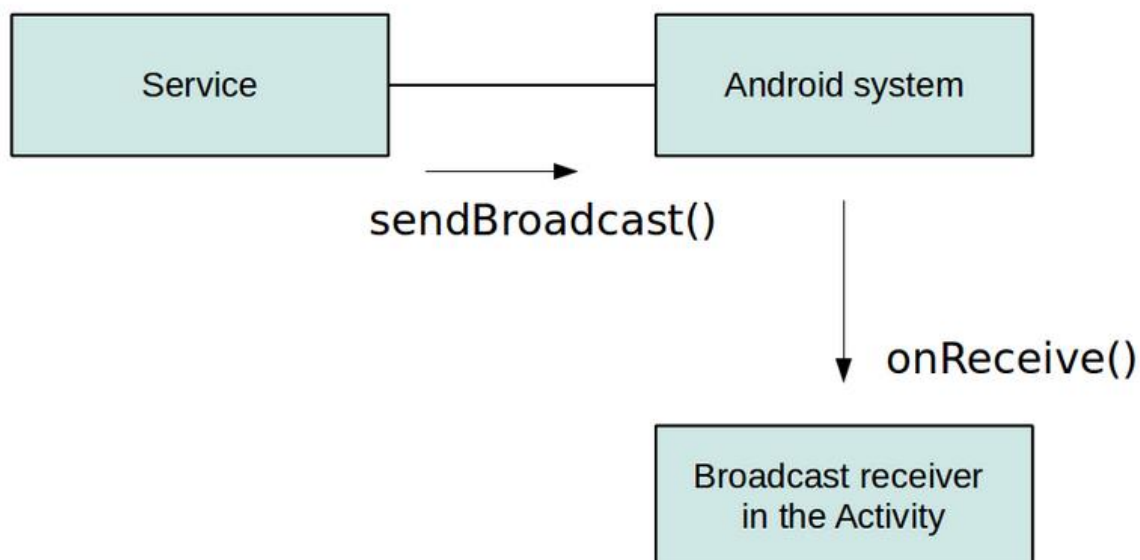 Service
Android system
sendBroadcast()
onReceive()
Broadcast receiver
in the Activity